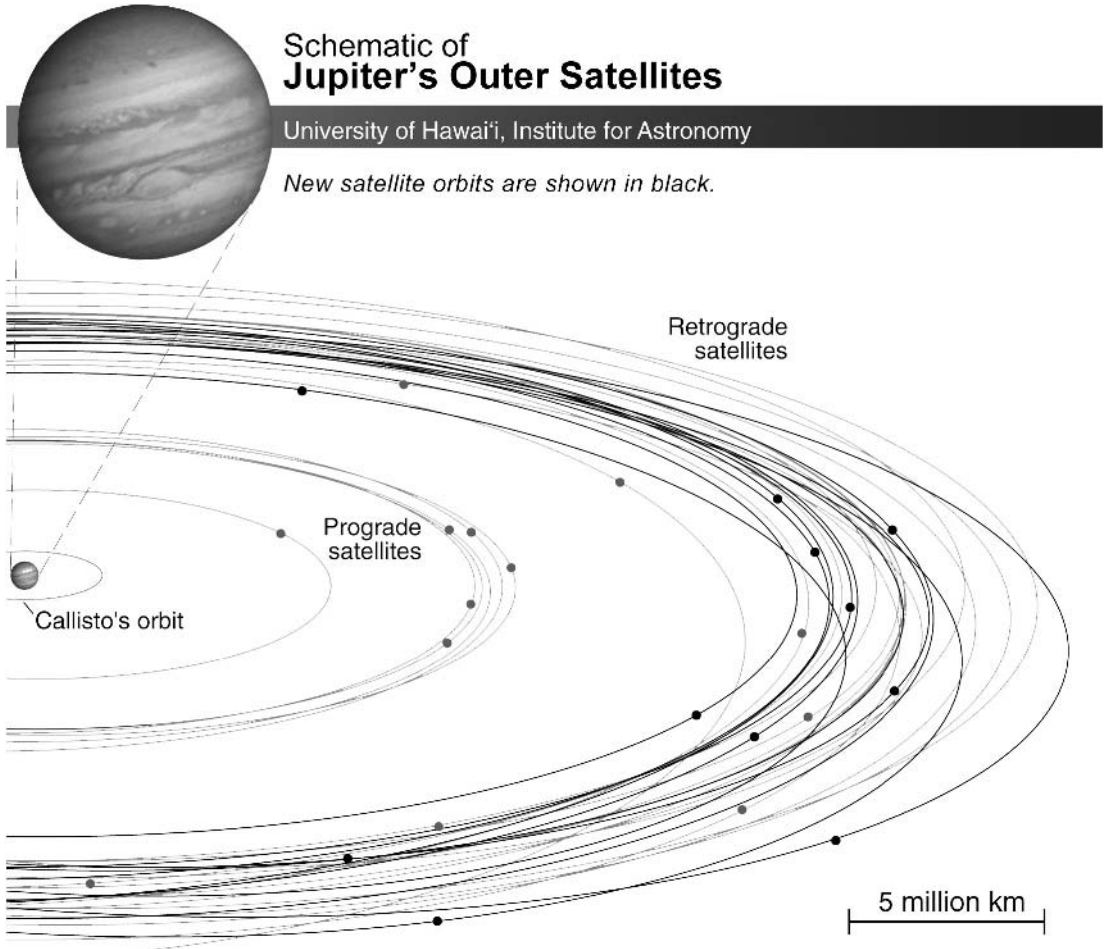 Schematic of
Jupiter's Outer Satellites
University of Hawai‘i, Institute for Astronomy
New satellite orbits are shown in black.
Retrograde
satellites
Prograde
satellites
Callisto's orbit
5 million km